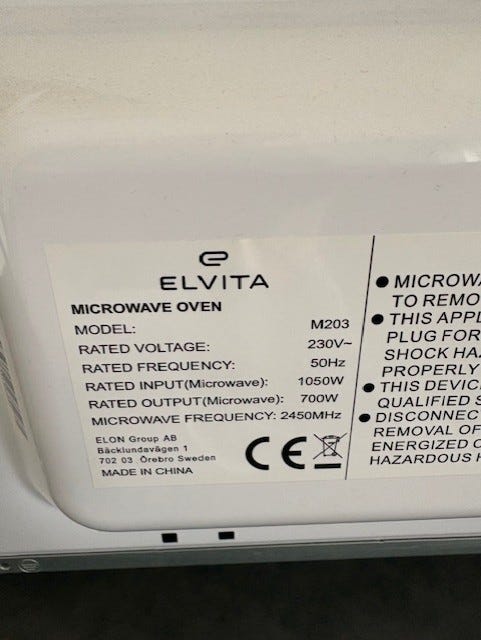 ELVITA
MICROWAVE OVEN
MODEL: M203
RATED VOLTAGE: 230V~
RATED FREQUENCY: 50Hz
RATED INPUT(Microwave): 1050W
RATED OUTPUT(Microwave): 700W
MICROWAVE FREQUENCY: 2450MHz
ELON Group AB
Bäcklundavägen 1
702 03 Örebro Sweden
MADE IN CHINA
CE
● MICROWA
TO REMO
● THIS APPL
PLUG FOR
SHOCK HAZ
PROPERLY
● THIS DEVIC
QUALIFIED S
● DISCONNEC
REMOVAL OF
ENERGIZED C
HAZARDOUS